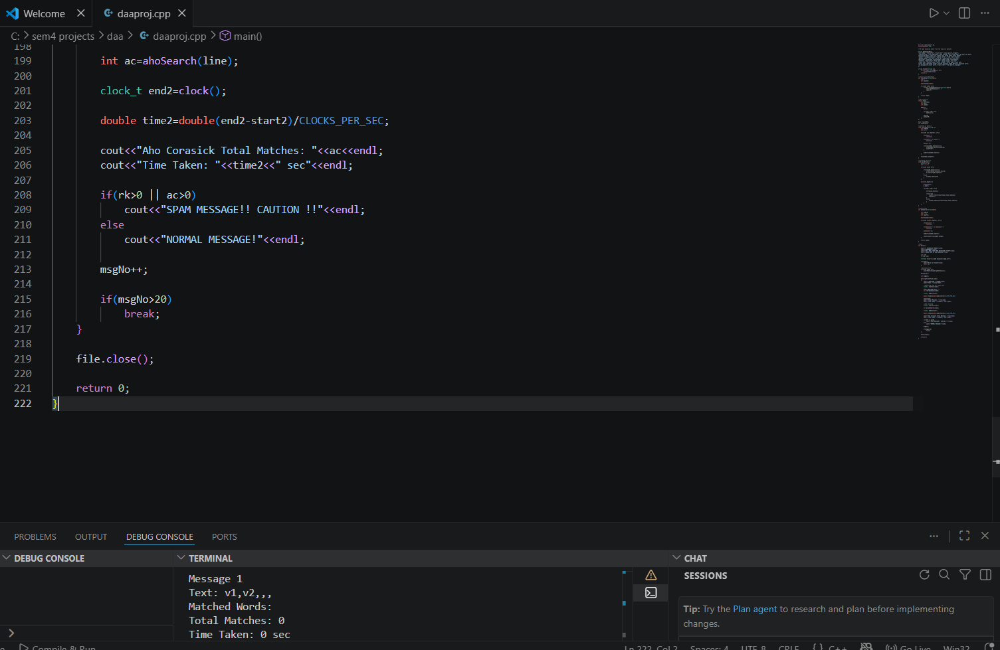 Welcome
daaproj.cpp
C: > sem4 projects > daa > daaproj.cpp > main()
198
199 int ac=ahoSearch(line);
200
201 clock_t end2=clock();
202
203 double time2=double(end2-start2)/CLOCKS_PER_SEC;
204
205 cout<<"Aho Corasick Total Matches: "<<ac<<endl;
206 cout<<"Time Taken: "<<time2<<" sec"<<endl;
207
208 if(rk>0 || ac>0)
209 cout<<"SPAM MESSAGE!! CAUTION !!"<<endl;
210 else
211 cout<<"NORMAL MESSAGE!"<<endl;
212
213 msgNo++;
214
215 if(msgNo>20)
216 break;
217 }
218
219 file.close();
220
221 return 0;
222 }
PROBLEMS OUTPUT DEBUG CONSOLE PORTS
DEBUG CONSOLE
TERMINAL
Message 1
Text: v1,v2,,,
Matched Words:
Total Matches: 0
Time Taken: 0 sec
CHAT
SESSIONS
Tip: Try the Plan agent to research and plan before implementing
changes.
Compile & Run
Ln 222, Col 2 Spaces: 4 UTF-8 CRLF {} C++ Go Live Win32